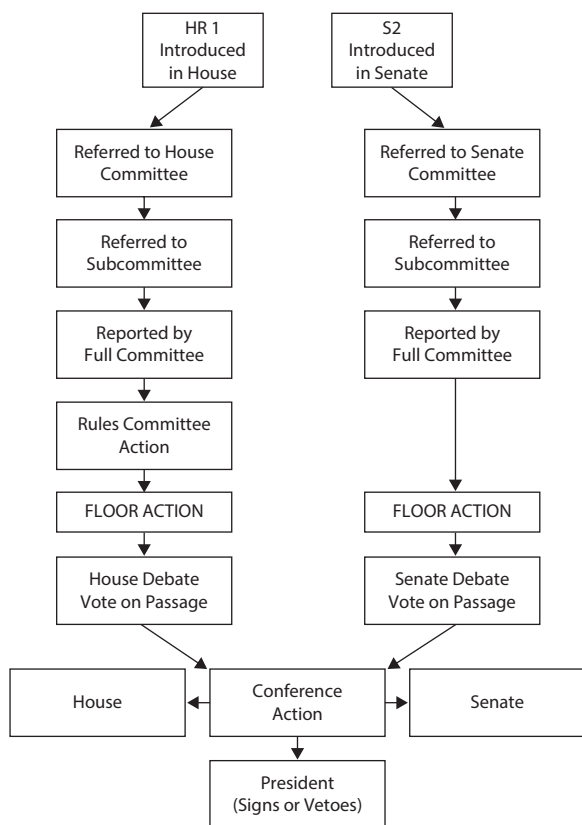 HR 1
Introduced
in House
S2
Introduced
in Senate
Referred to House
Committee
Referred to Senate
Committee
Referred to
Subcommittee
Referred to
Subcommittee
Reported by
Full Committee
Reported by
Full Committee
Rules Committee
Action
FLOOR ACTION
FLOOR ACTION
House Debate
Vote on Passage
Senate Debate
Vote on Passage
House
Conference
Action
Senate
President
(Signs or Vetoes)